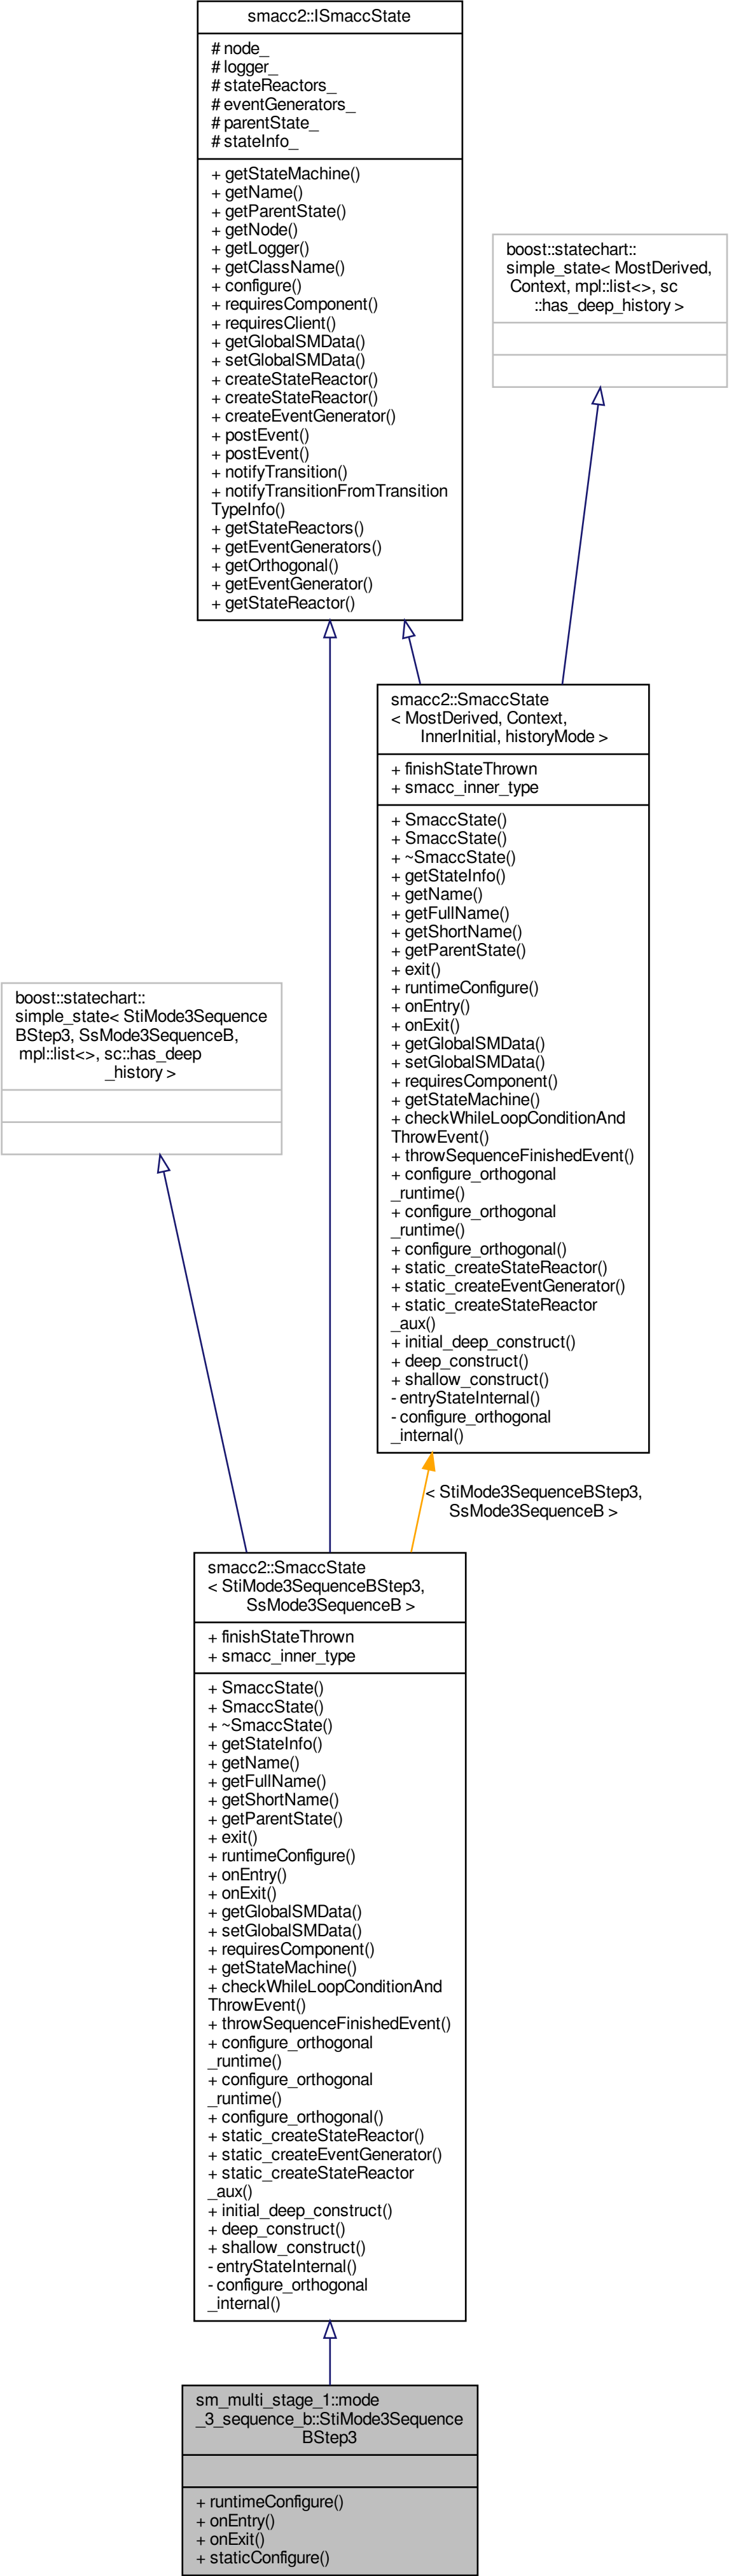 smacc2::ISmaccState
# node_
# logger_
# stateReactors_
# eventGenerators_
# parentState_
# stateInfo_
+ getStateMachine()
+ getName()
+ getParentState()
+ getNode()
+ getLogger()
+ getClassName()
+ configure()
+ requiresComponent()
+ requiresClient()
+ getGlobalSMData()
+ setGlobalSMData()
+ createStateReactor()
+ createStateReactor()
+ createEventGenerator()
+ postEvent()
+ postEvent()
+ notifyTransition()
+ notifyTransitionFromTransition
TypeInfo()
+ getStateReactors()
+ getEventGenerators()
+ getOrthogonal()
+ getEventGenerator()
+ getStateReactor()
boost::statechart::
simple_state< MostDerived,
Context, mpl::list<>, sc
::has_deep_history >
smacc2::SmaccState
< MostDerived, Context,
InnerInitial, historyMode >
+ finishStateThrown
+ smacc_inner_type
+ SmaccState()
+ SmaccState()
+ ~SmaccState()
+ getStateInfo()
+ getName()
+ getFullName()
+ getShortName()
+ getParentState()
+ exit()
+ runtimeConfigure()
+ onEntry()
+ onExit()
+ getGlobalSMData()
+ setGlobalSMData()
+ requiresComponent()
+ getStateMachine()
+ checkWhileLoopConditionAnd
ThrowEvent()
+ throwSequenceFinishedEvent()
+ configure_orthogonal
_runtime()
+ configure_orthogonal
_runtime()
+ configure_orthogonal()
+ static_createStateReactor()
+ static_createEventGenerator()
+ static_createStateReactor
_aux()
+ initial_deep_construct()
+ deep_construct()
+ shallow_construct()
- entryStateInternal()
- configure_orthogonal
_internal()
boost::statechart::
simple_state< StiMode3Sequence
BStep3, SsMode3SequenceB,
mpl::list<>, sc::has_deep
_history >
< StiMode3SequenceBStep3,
SsMode3SequenceB >
smacc2::SmaccState
< StiMode3SequenceBStep3,
SsMode3SequenceB >
+ finishStateThrown
+ smacc_inner_type
+ SmaccState()
+ SmaccState()
+ ~SmaccState()
+ getStateInfo()
+ getName()
+ getFullName()
+ getShortName()
+ getParentState()
+ exit()
+ runtimeConfigure()
+ onEntry()
+ onExit()
+ getGlobalSMData()
+ setGlobalSMData()
+ requiresComponent()
+ getStateMachine()
+ checkWhileLoopConditionAnd
ThrowEvent()
+ throwSequenceFinishedEvent()
+ configure_orthogonal
_runtime()
+ configure_orthogonal
_runtime()
+ configure_orthogonal()
+ static_createStateReactor()
+ static_createEventGenerator()
+ static_createStateReactor
_aux()
+ initial_deep_construct()
+ deep_construct()
+ shallow_construct()
- entryStateInternal()
- configure_orthogonal
_internal()
sm_multi_stage_1::mode
_3_sequence_b::StiMode3Sequence
BStep3
+ runtimeConfigure()
+ onEntry()
+ onExit()
+ staticConfigure()